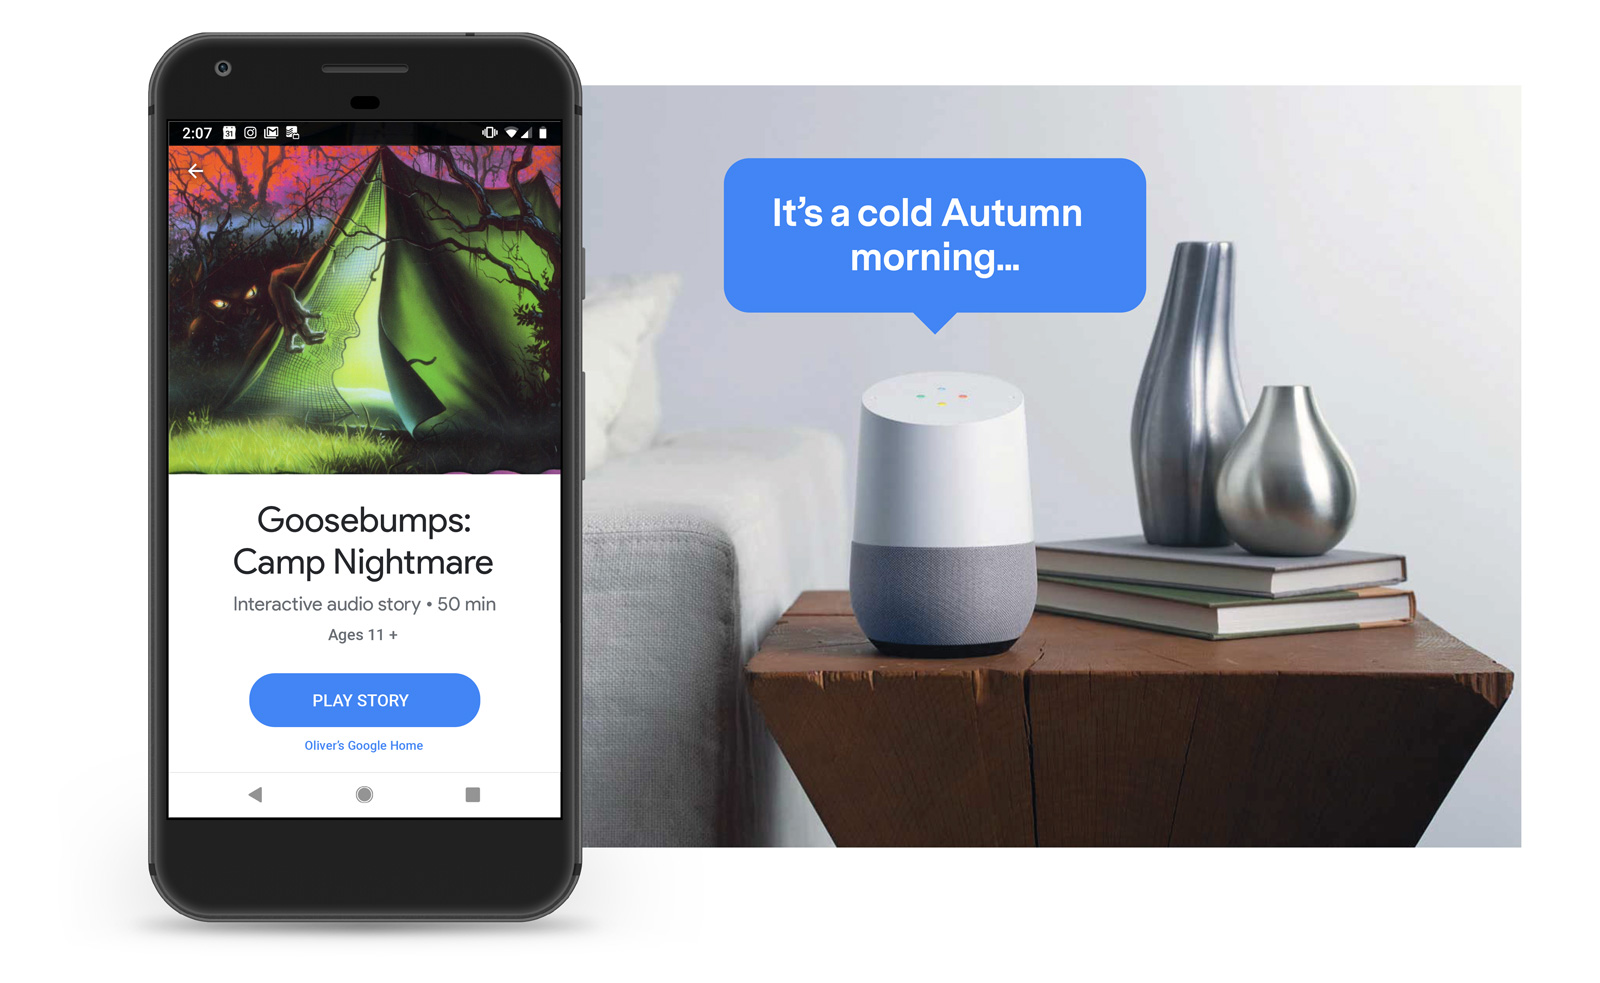 2:07
31
Goosebumps:
Camp Nightmare
Interactive audio story • 50 min
Ages 11 +
PLAY STORY
Oliver's Google Home
It’s a cold Autumn
morning...